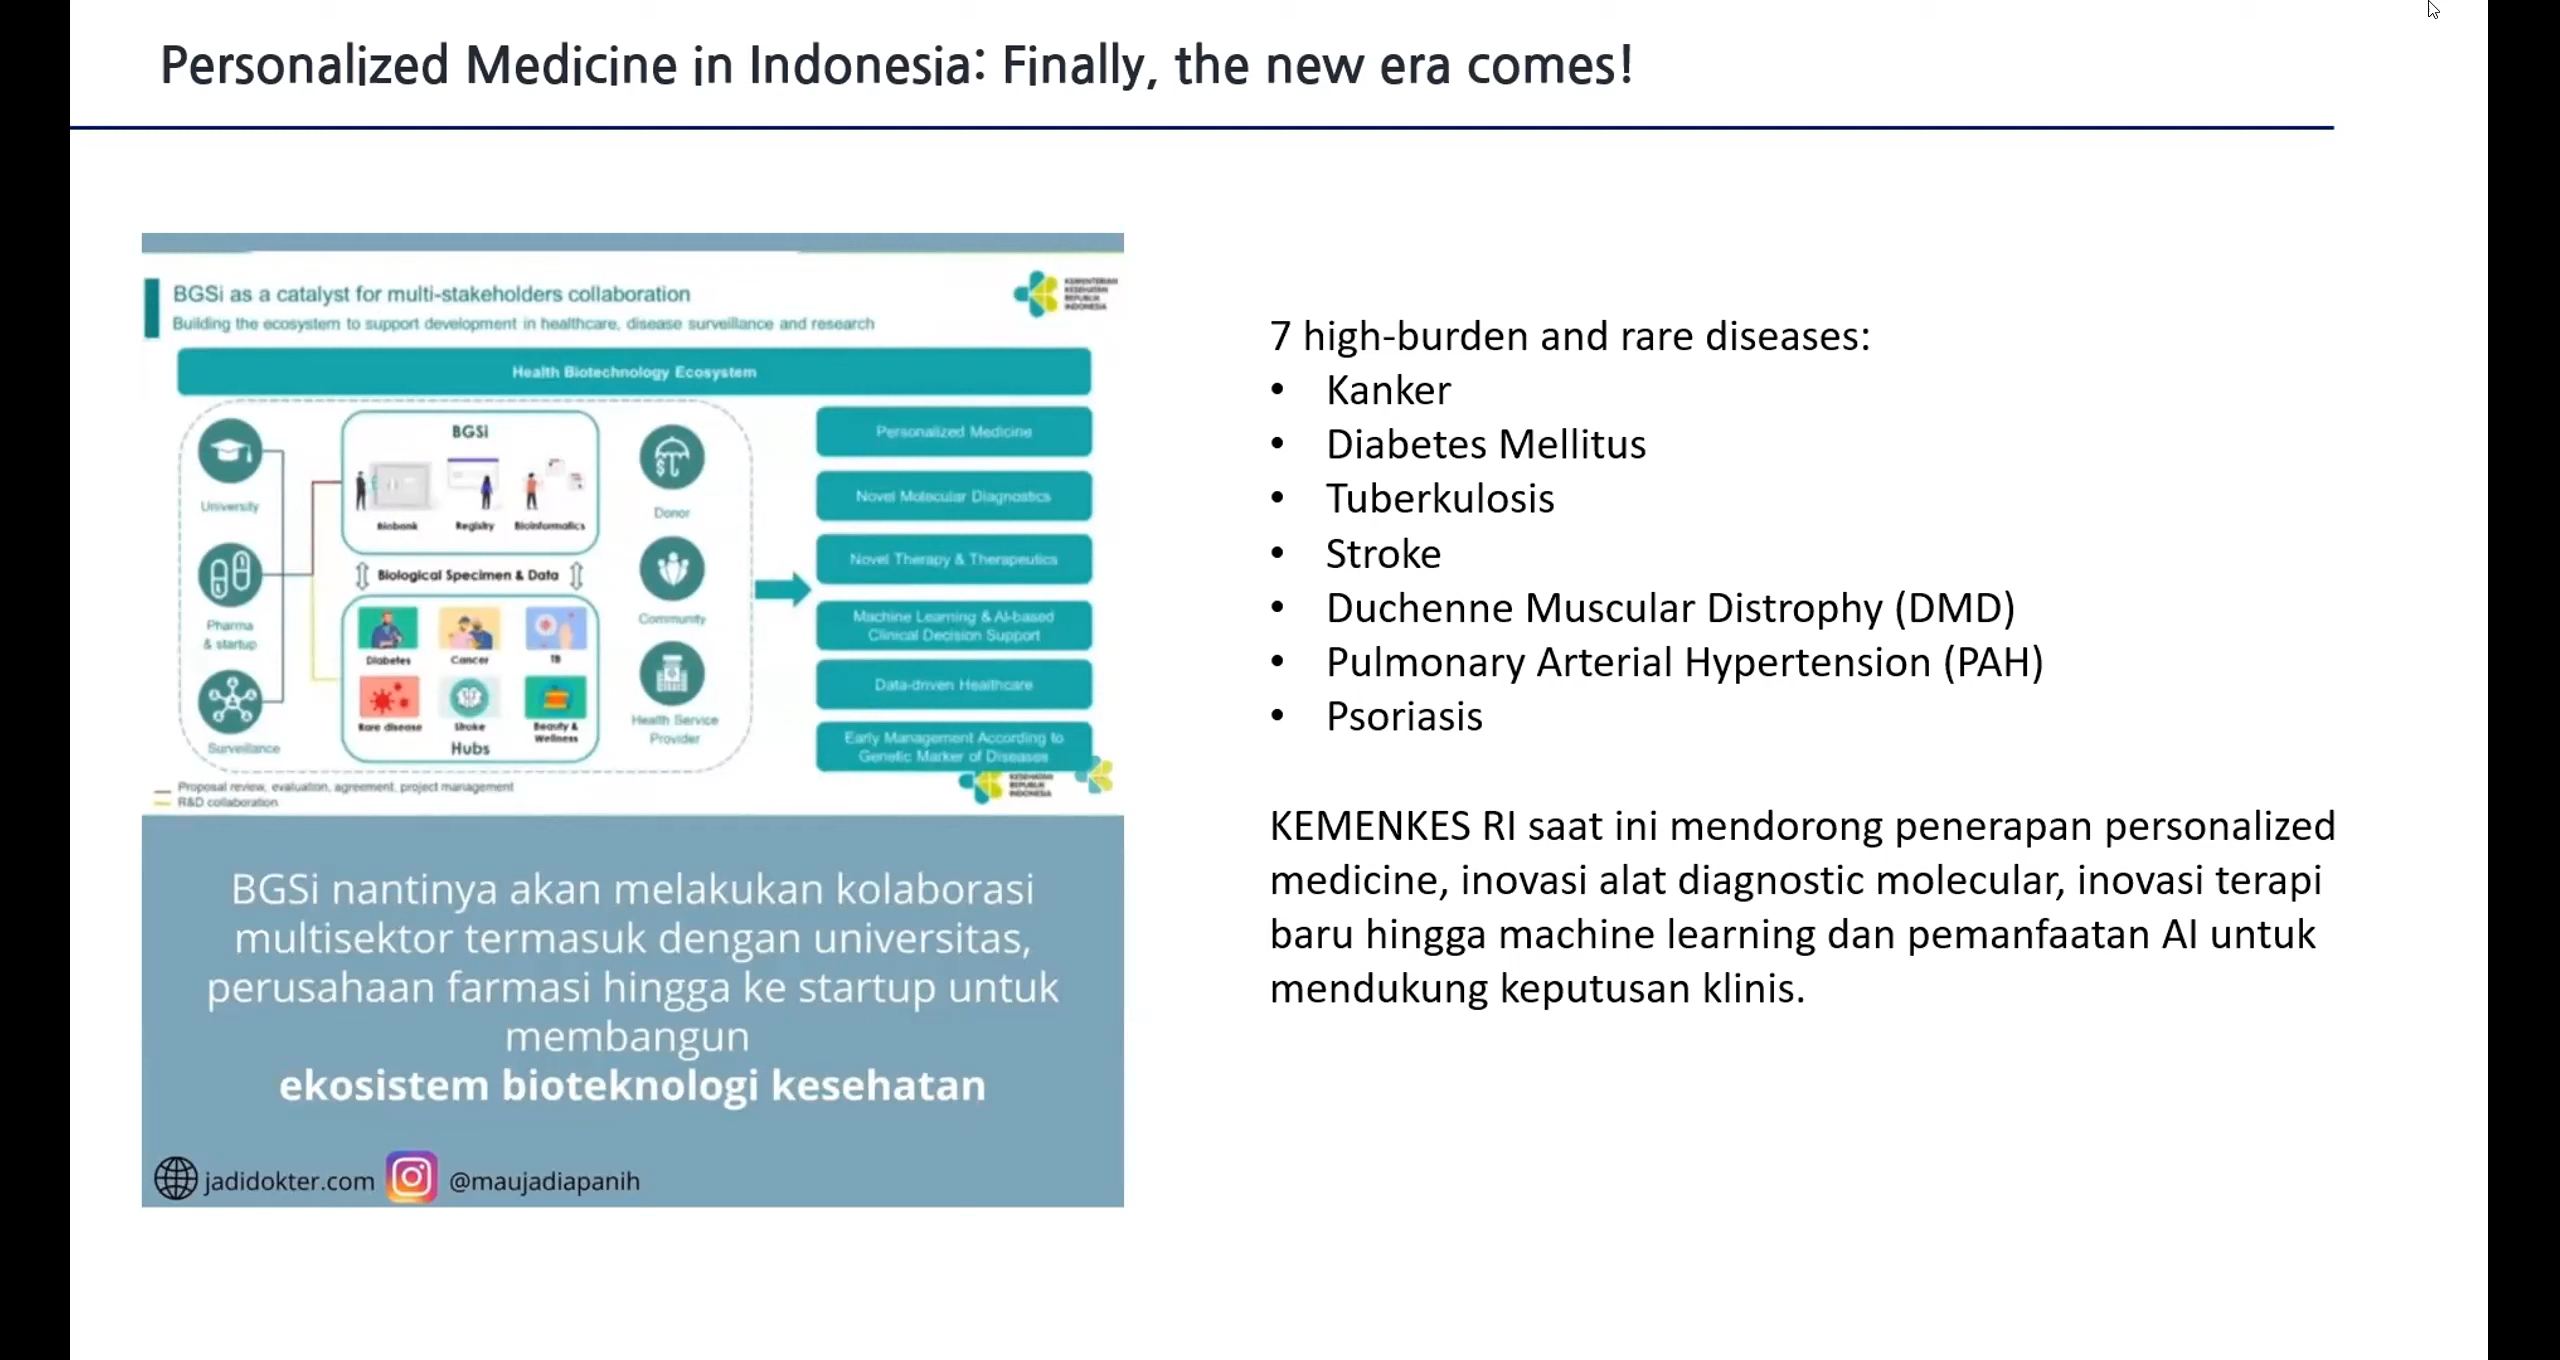 Personalized Medicine in Indonesia: Finally, the new era comes!
BGSi as a catalyst for multi-stakeholders collaboration
Building the ecosystem to support development in healthcare, disease surveillance and research
KEMENTERIAN
KESEHATAN
REPUBLIK
INDONESIA
Health Biotechnology Ecosystem
University
Pharma
& startup
Surveillance
BGSi
Biobank
Registry
Bioinformatics
Biological Specimen & Data
Diabetes
Cancer
TB
Rare disease
Stroke
Beauty &
Wellness
Hubs
Donor
Community
Health Service
Provider
Personalized Medicine
Novel Molecular Diagnostics
Novel Therapy & Therapeutics
Machine Learning & AI-based
Clinical Decision Support
Data-driven Healthcare
Early Management According to
Genetic Marker of Diseases
KESEHATAN
REPUBLIK
INDONESIA
Proposal review, evaluation, agreement, project management
R&D collaboration
BGSi nantinya akan melakukan kolaborasi
multisektor termasuk dengan universitas,
perusahaan farmasi hingga ke startup untuk
membangun
ekosistem bioteknologi kesehatan
jadidokter.com
@maujadiapanih
7 high-burden and rare diseases:
• Kanker
• Diabetes Mellitus
• Tuberkulosis
• Stroke
• Duchenne Muscular Distrophy (DMD)
• Pulmonary Arterial Hypertension (PAH)
• Psoriasis
KEMENKES RI saat ini mendorong penerapan personalized
medicine, inovasi alat diagnostic molecular, inovasi terapi
baru hingga machine learning dan pemanfaatan AI untuk
mendukung keputusan klinis.